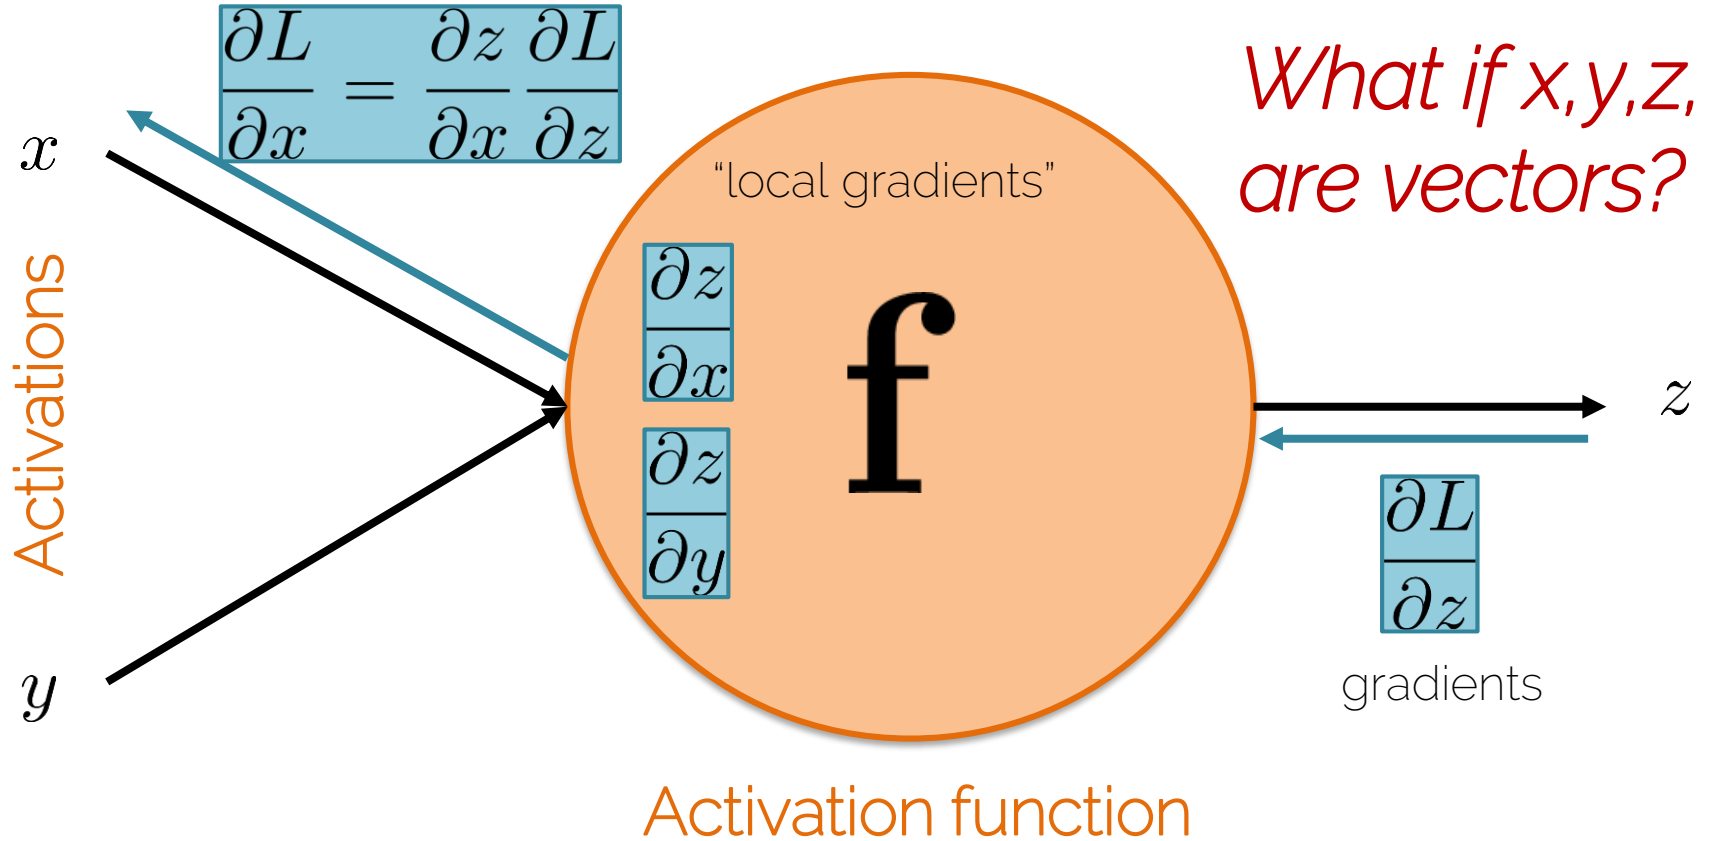 ∂L/∂x = ∂z/∂x ∂L/∂z
What if x,y,z,
are vectors?
x
“local gradients”
Activations
∂z/∂x
f
z
∂z/∂y
∂L/∂z
y
gradients
Activation function